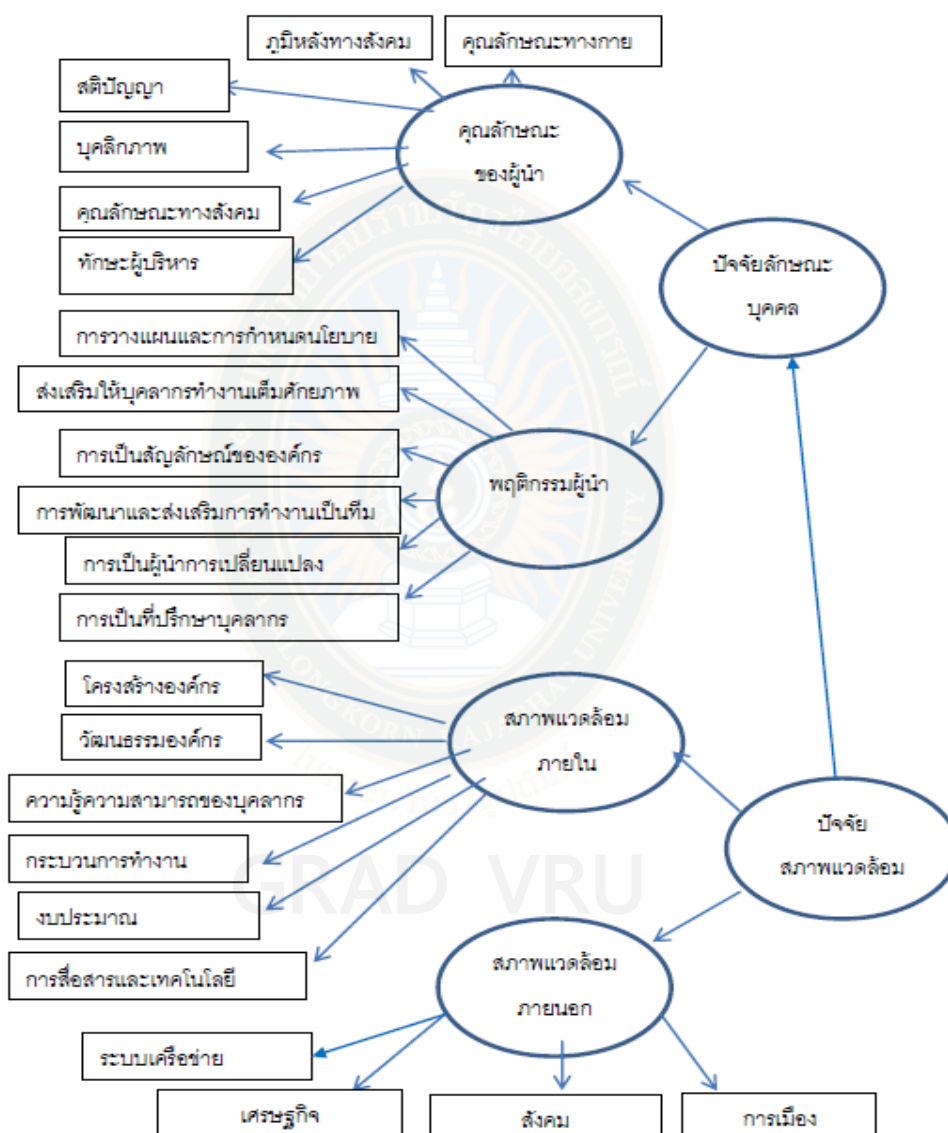 ภูมิหลังทางสังคม
คุณลักษณะทางกาย
สติปัญญา
บุคลิกภาพ
คุณลักษณะทางสังคม
ทักษะผู้บริหาร
คุณลักษณะ
ของผู้นำ
ปัจจัยลักษณะ
บุคคล
การวางแผนและการกำหนดนโยบาย
ส่งเสริมให้บุคลากรทำงานเต็มศักยภาพ
การเป็นสัญลักษณ์ขององค์กร
การพัฒนาและส่งเสริมการทำงานเป็นทีม
การเป็นผู้นำการเปลี่ยนแปลง
การเป็นที่ปรึกษาบุคลากร
พฤติกรรมผู้นำ
โครงสร้างองค์กร
วัฒนธรรมองค์กร
ความรู้ความสามารถของบุคลากร
กระบวนการทำงาน
งบประมาณ
การสื่อสารและเทคโนโลยี
สภาพแวดล้อม
ภายใน
ปัจจัย
สภาพแวดล้อม
สภาพแวดล้อม
ภายนอก
ระบบเครือข่าย
เศรษฐกิจ
สังคม
การเมือง
GRAD VRU